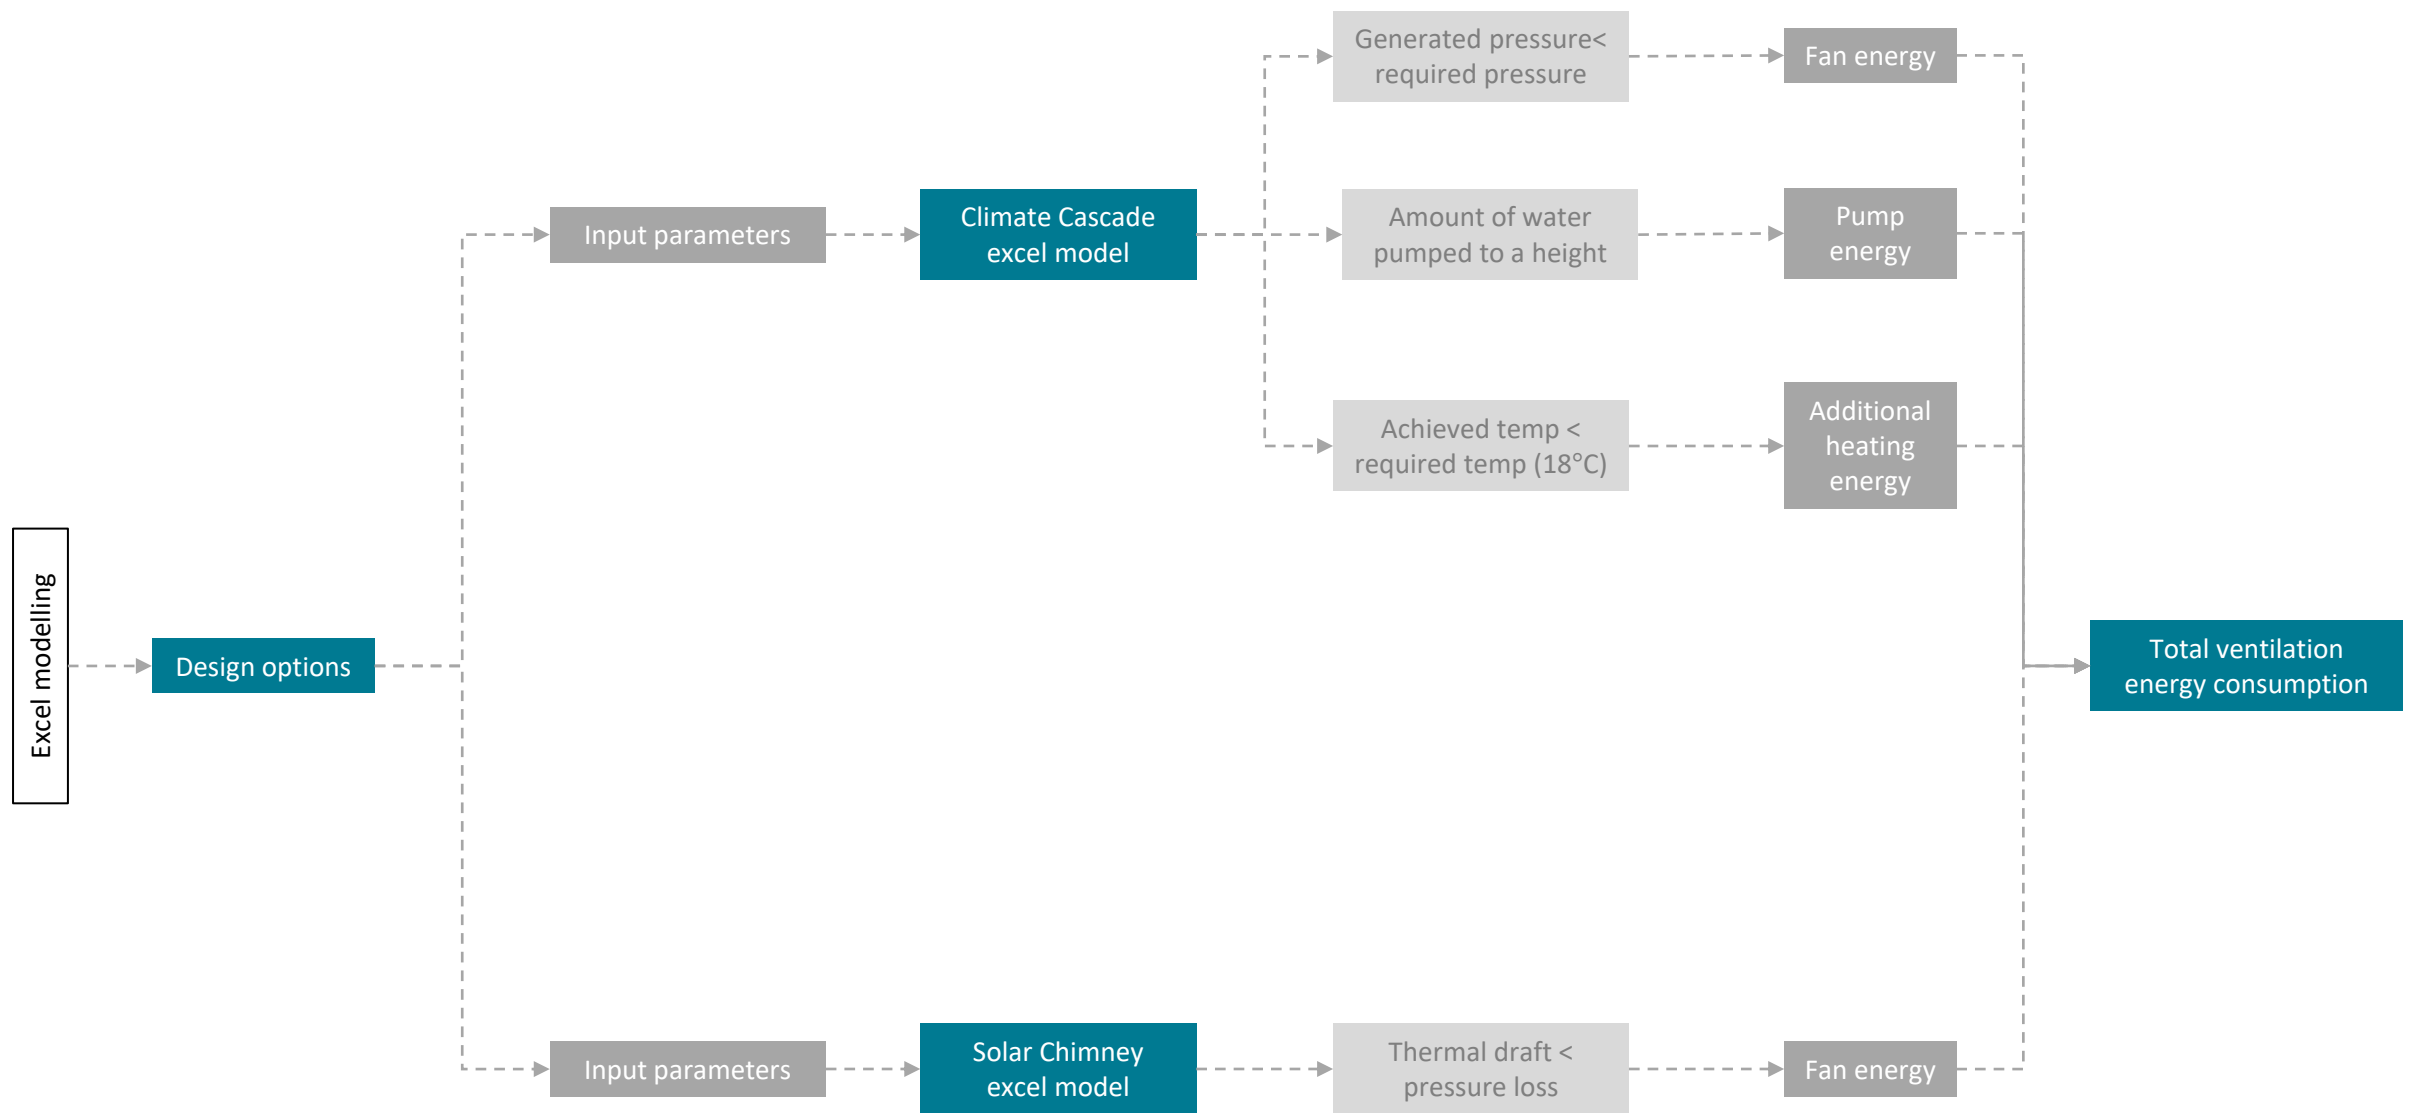 Excel modelling
Design options
Input parameters
Climate Cascade
excel model
Generated pressure<
required pressure
Fan energy
Amount of water
pumped to a height
Pump
energy
Achieved temp <
required temp (18°C)
Additional
heating
energy
Total ventilation
energy consumption
Input parameters
Solar Chimney
excel model
Thermal draft <
pressure loss
Fan energy